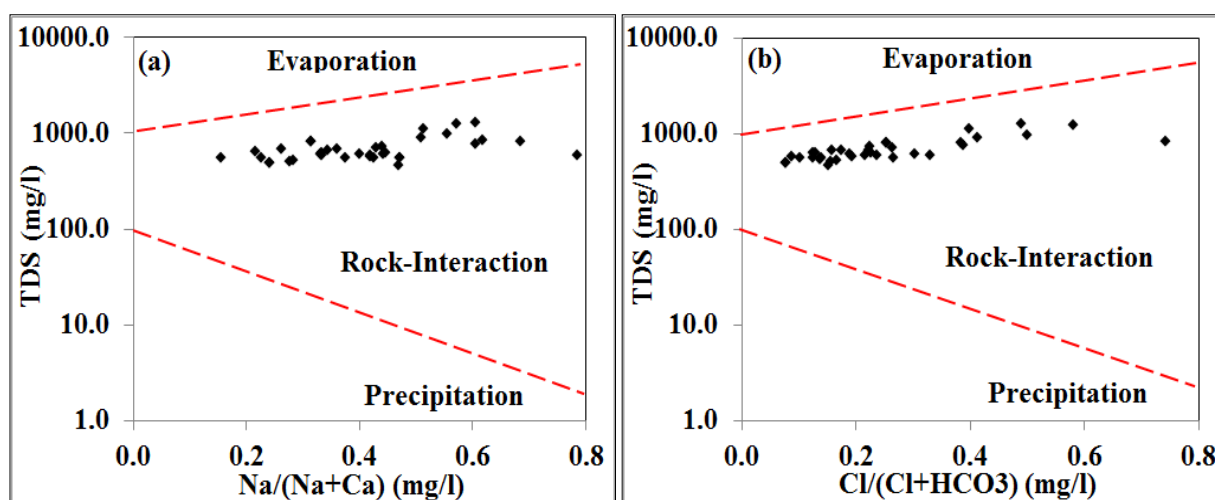 (a)
Evaporation
Rock-Interaction
Precipitation
10000.0
1000.0
100.0
10.0
1.0
TDS (mg/l)
0.0 0.2 0.4 0.6 0.8
Na/(Na+Ca) (mg/l)
(b)
Evaporation
Rock-Interaction
Precipitation
10000.0
1000.0
100.0
10.0
1.0
TDS (mg/l)
0.0 0.2 0.4 0.6 0.8
Cl/(Cl+HCO3) (mg/l)